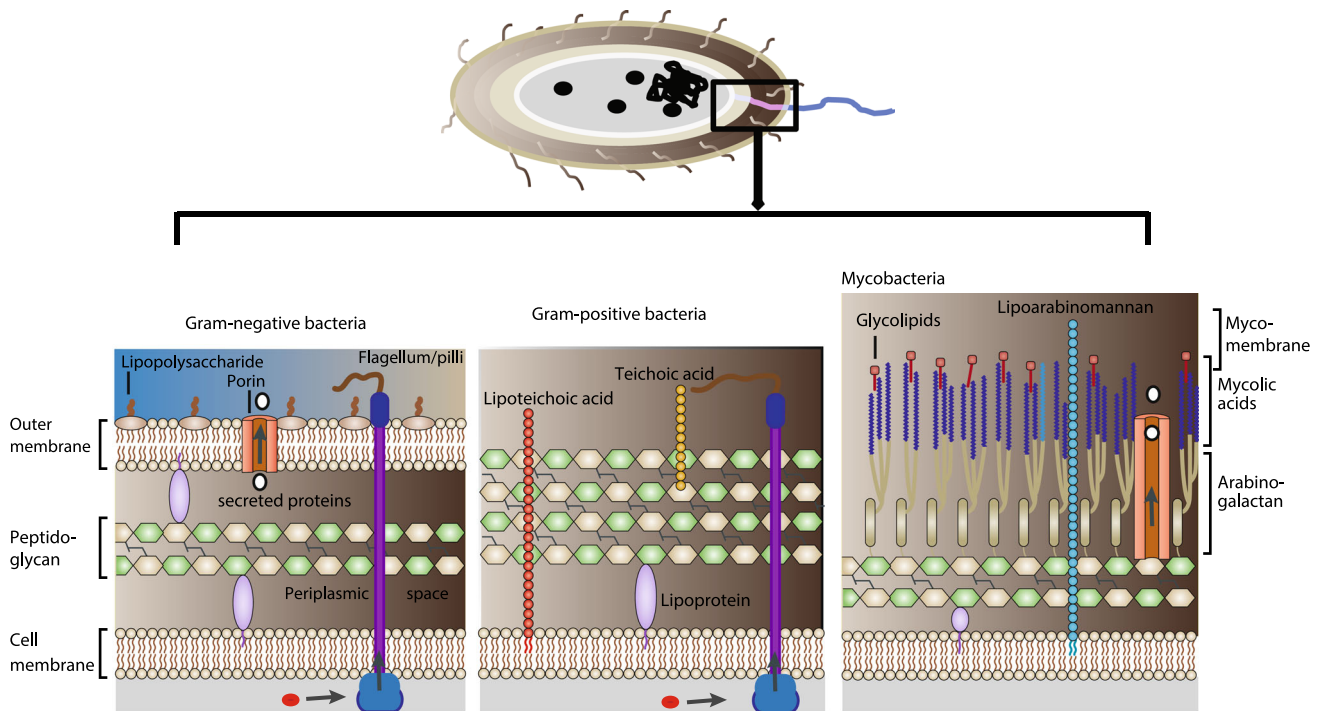 Mycobacteria
Gram-negative bacteria
Gram-positive bacteria
Lipopolysaccharide
Porin
Flagellum/pilli
Outer
membrane
secreted proteins
Peptido-
glycan
Periplasmic space
Cell
membrane
Teichoic acid
Lipoteichoic acid
Lipoprotein
Glycolipids
Lipoarabinomannan
Myco-
membrane
Mycolic
acids
Arabino-
galactan